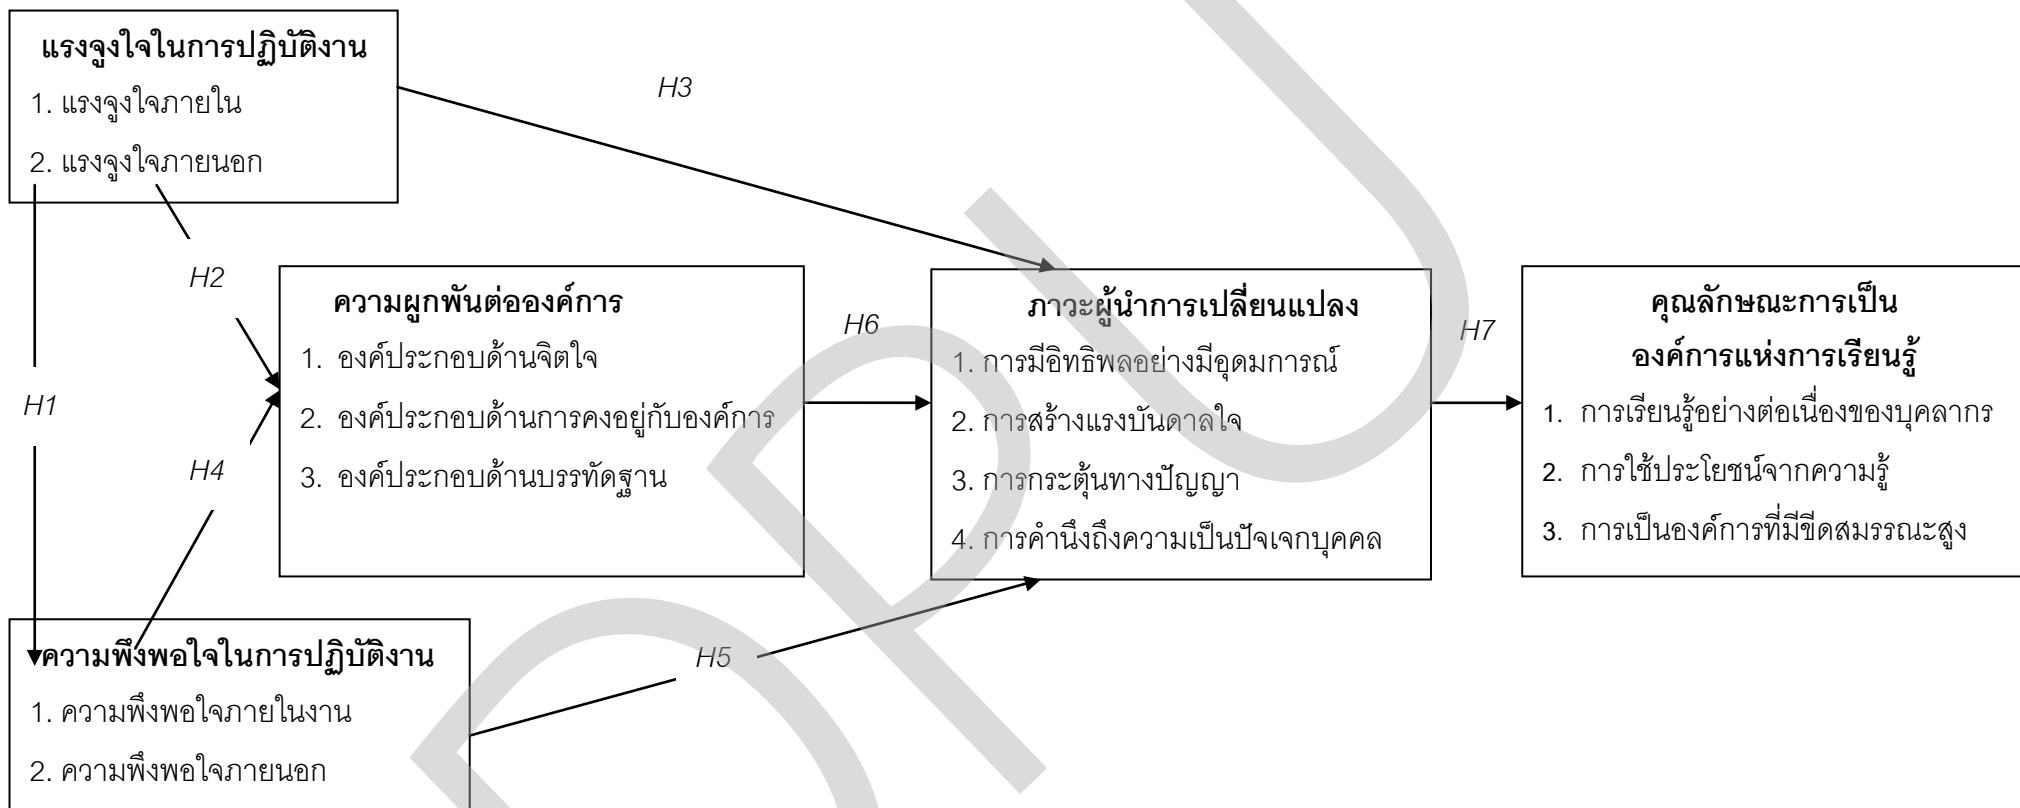 แรงจูงใจในการปฏิบัติงาน
1. แรงจูงใจภายใน
2. แรงจูงใจภายนอก
H3
H2
H1
H4
ความผูกพันต่อองค์การ
1. องค์ประกอบด้านจิตใจ
2. องค์ประกอบด้านการคงอยู่กับองค์การ
3. องค์ประกอบด้านบรรทัดฐาน
H6
ภาวะผู้นำการเปลี่ยนแปลง
1. การมีอิทธิพลอย่างมีอุดมการณ์
2. การสร้างแรงบันดาลใจ
3. การกระตุ้นทางปัญญา
4. การคำนึงถึงความเป็นปัจเจกบุคคล
H7
คุณลักษณะการเป็น
องค์การแห่งการเรียนรู้
1. การเรียนรู้อย่างต่อเนื่องของบุคลากร
2. การใช้ประโยชน์จากความรู้
3. การเป็นองค์การที่มีขีดสมรรณะสูง
ความพึงพอใจในการปฏิบัติงาน
1. ความพึงพอใจภายในงาน
2. ความพึงพอใจภายนอก
H5
DPU